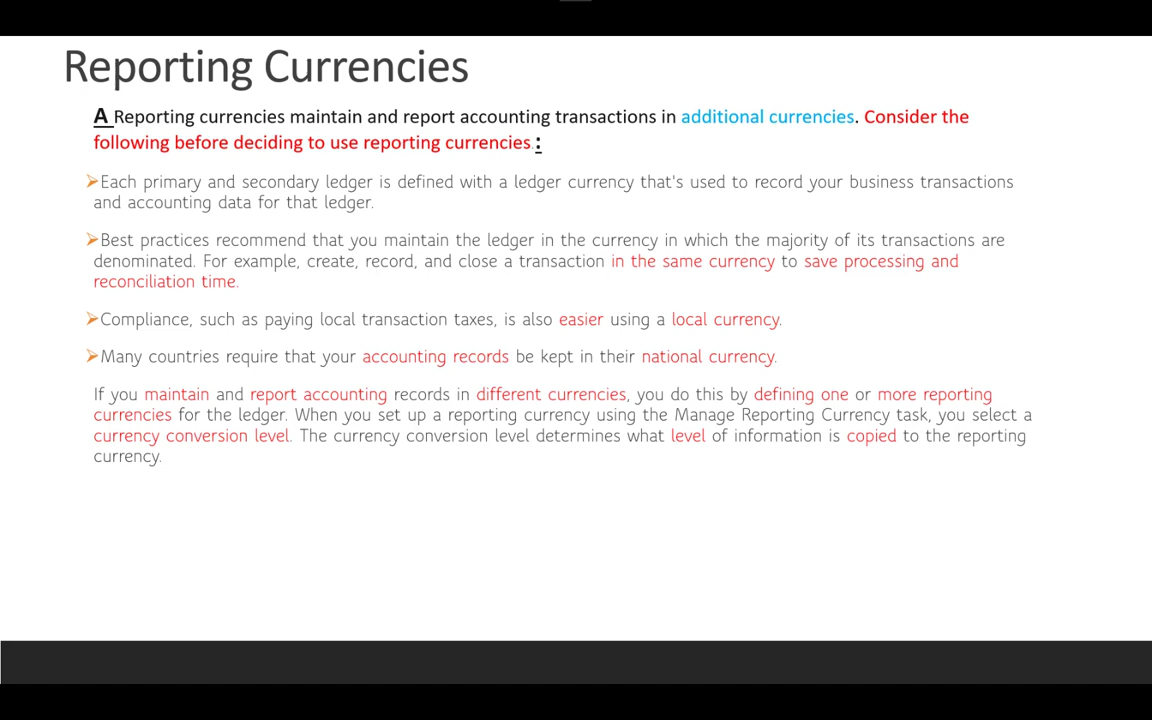 Reporting Currencies
A Reporting currencies maintain and report accounting transactions in additional currencies. Consider the
following before deciding to use reporting currencies.:
➢Each primary and secondary ledger is defined with a ledger currency that's used to record your business transactions
and accounting data for that ledger.
➢Best practices recommend that you maintain the ledger in the currency in which the majority of its transactions are
denominated. For example, create, record, and close a transaction in the same currency to save processing and
reconciliation time.
➢Compliance, such as paying local transaction taxes, is also easier using a local currency.
➢Many countries require that your accounting records be kept in their national currency.
If you maintain and report accounting records in different currencies, you do this by defining one or more reporting
currencies for the ledger. When you set up a reporting currency using the Manage Reporting Currency task, you select a
currency conversion level. The currency conversion level determines what level of information is copied to the reporting
currency.